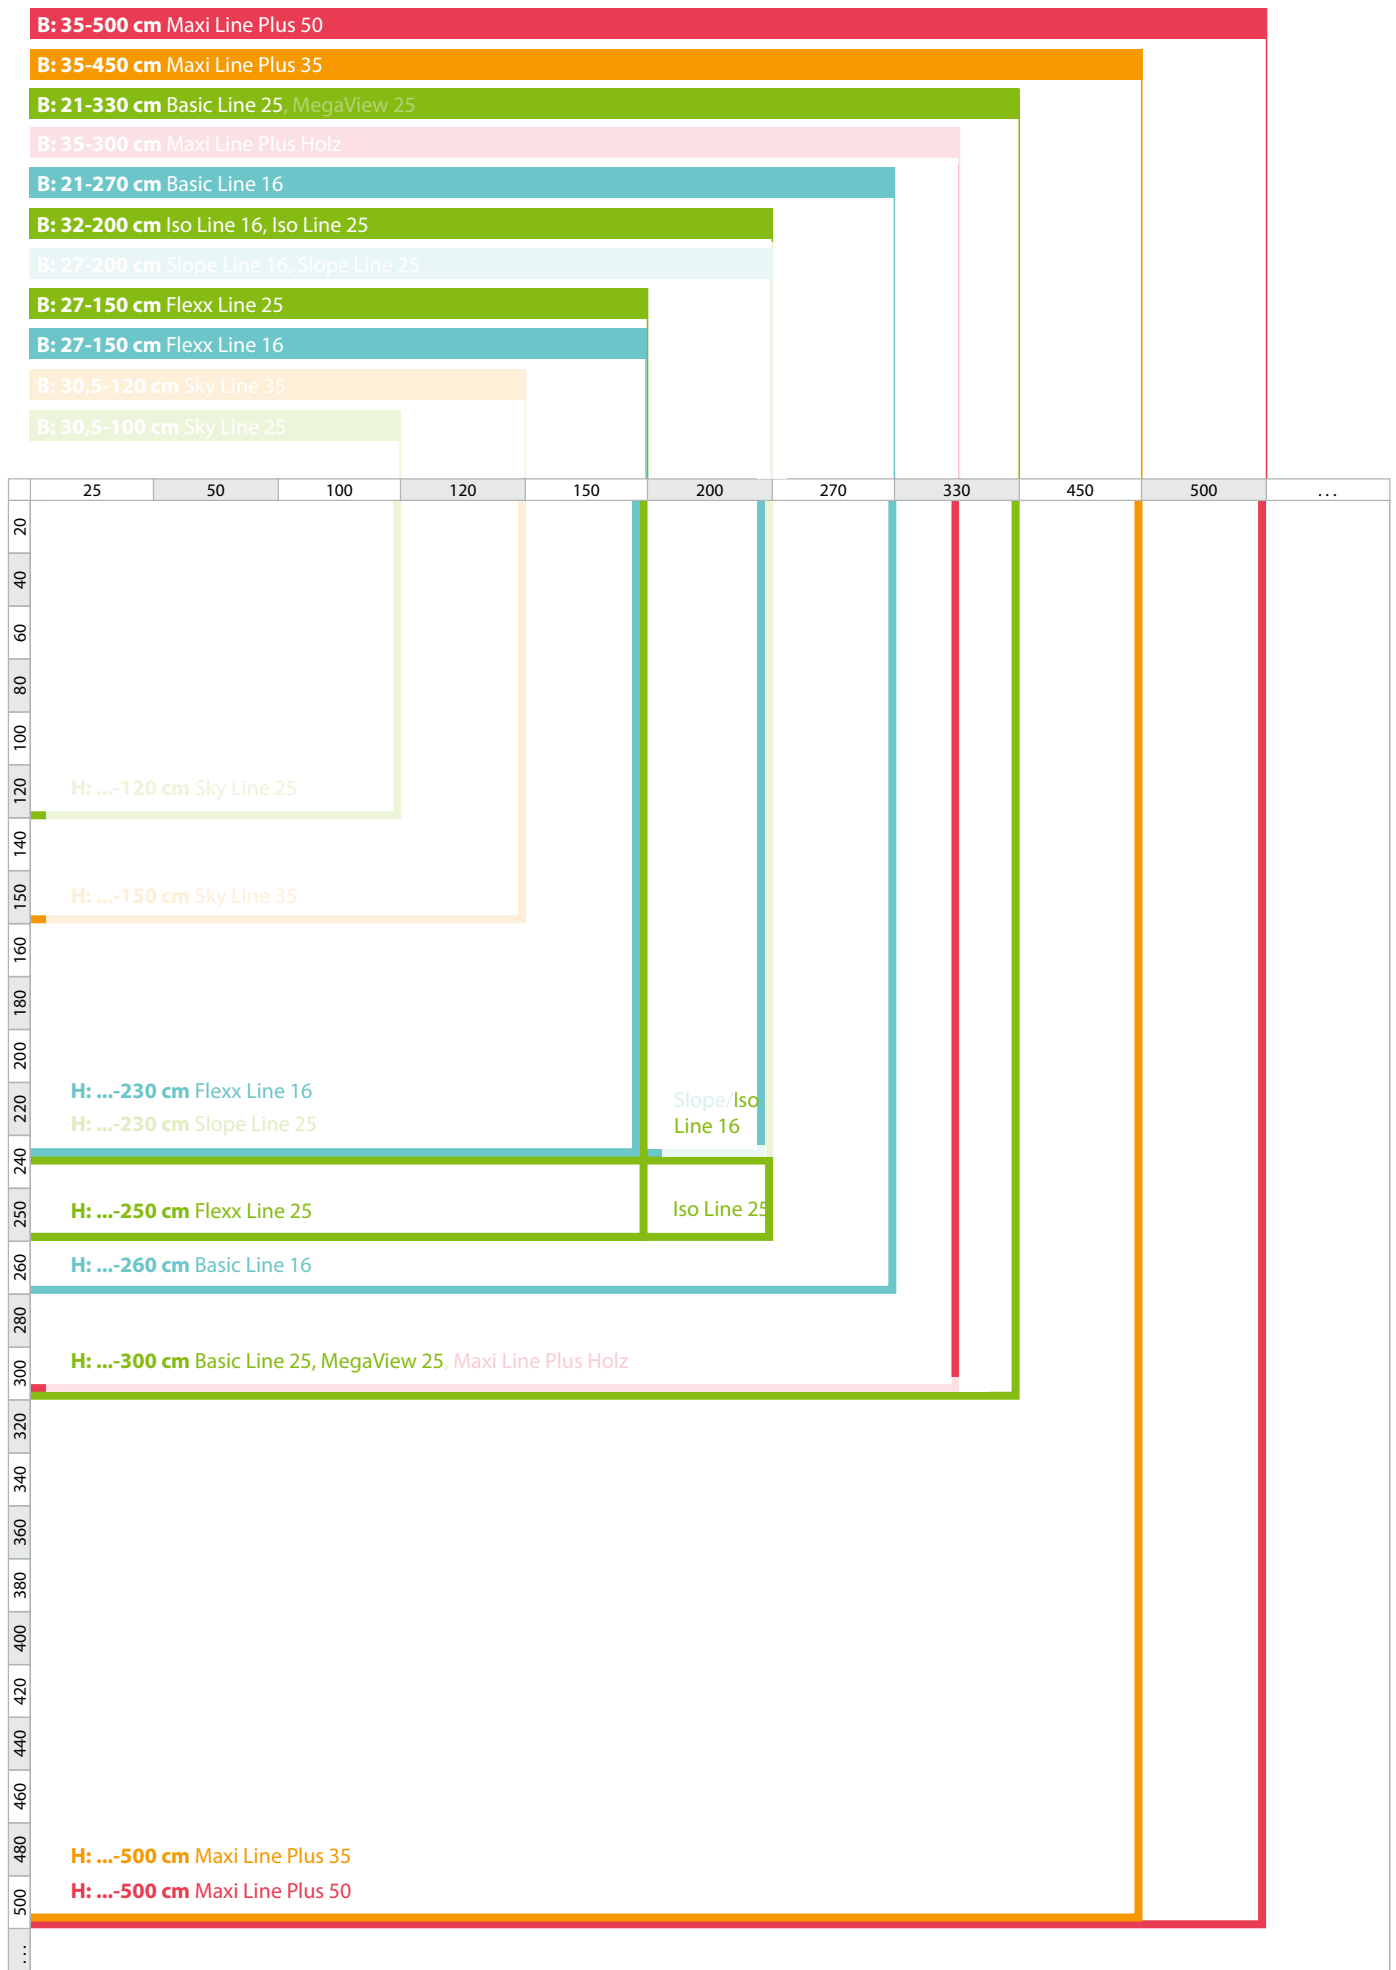 B: 35-500 cm Maxi Line Plus 50
B: 35-450 cm Maxi Line Plus 35
B: 21-330 cm Basic Line 25, MegaView 25
B: 35-300 cm Maxi Line Plus Holz
B: 21-270 cm Basic Line 16
B: 32-200 cm Iso Line 16, Iso Line 25
B: 27-200 cm Slope Line 16, Slope Line 25
B: 27-150 cm Flexx Line 25
B: 27-150 cm Flexx Line 16
B: 30,5-120 cm Sky Line 35
B: 30,5-100 cm Sky Line 25
25 50 100 120 150 200 270 330 450 500 ...
20
40
60
80
100
120
H: ...-120 cm Sky Line 25
140
150
H: ...-150 cm Sky Line 35
160
180
200
220
H: ...-230 cm Flexx Line 16
H: ...-230 cm Slope Line 25
Slope/Iso
Line 16
240
250
H: ...-250 cm Flexx Line 25
Iso Line 25
260
H: ...-260 cm Basic Line 16
280
300
H: ...-300 cm Basic Line 25, MegaView 25, Maxi Line Plus Holz
320
340
360
380
400
420
440
460
480
H: ...-500 cm Maxi Line Plus 35
H: ...-500 cm Maxi Line Plus 50
500
...